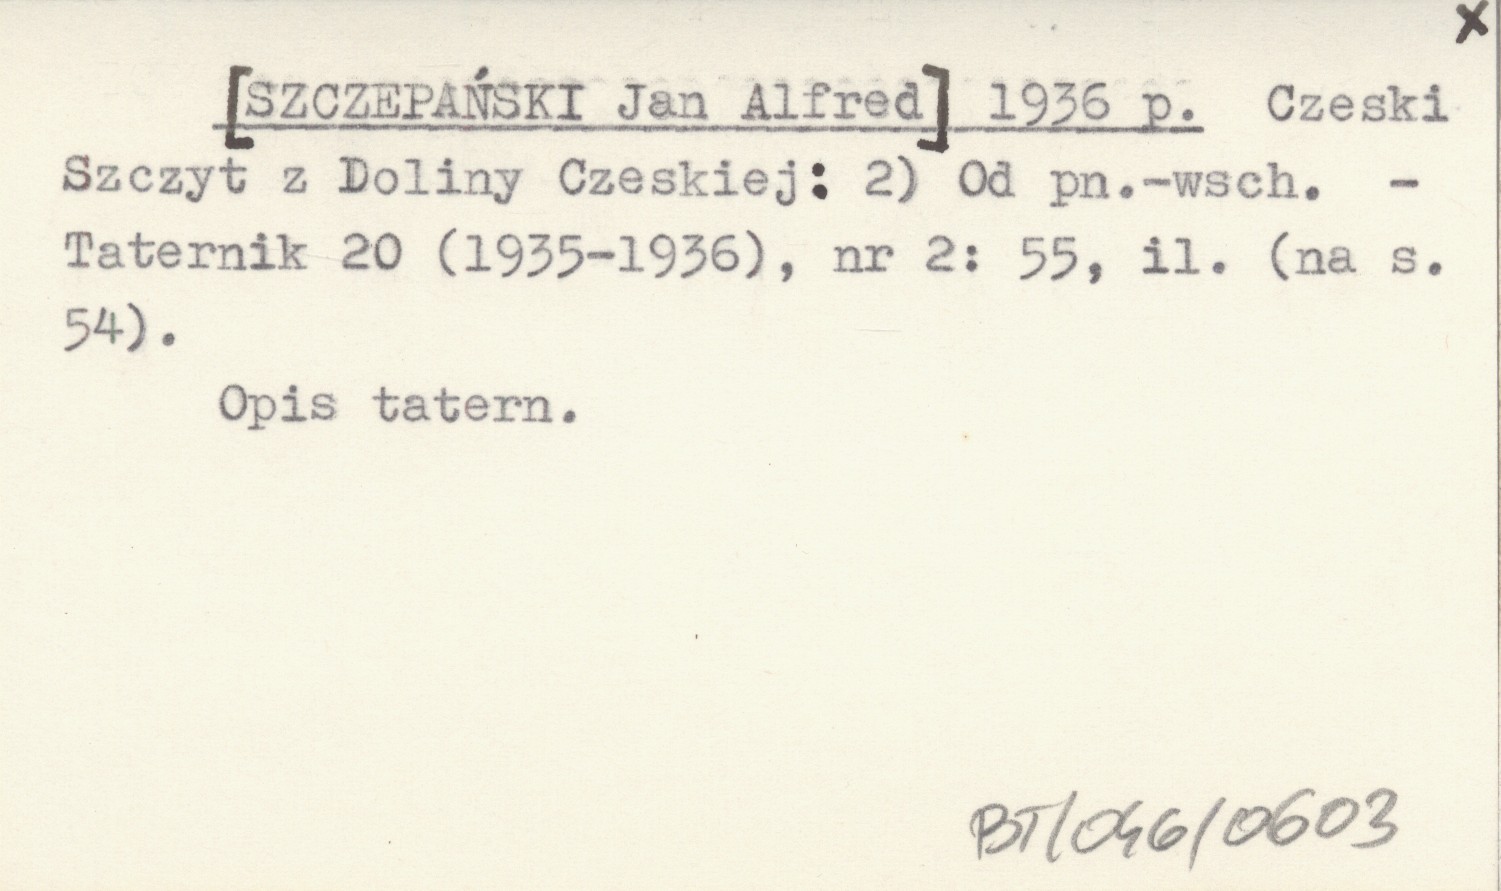 x
[SZCZEPAŃSKI Jan Alfred] 1936 p. Czeski
Szczyt z Doliny Czeskiej: 2) Od pn.-wsch. -
Taternik 20 (1935-1936), nr 2: 55, il. (na s.
54).
Opis tatern.
BT/046/0603